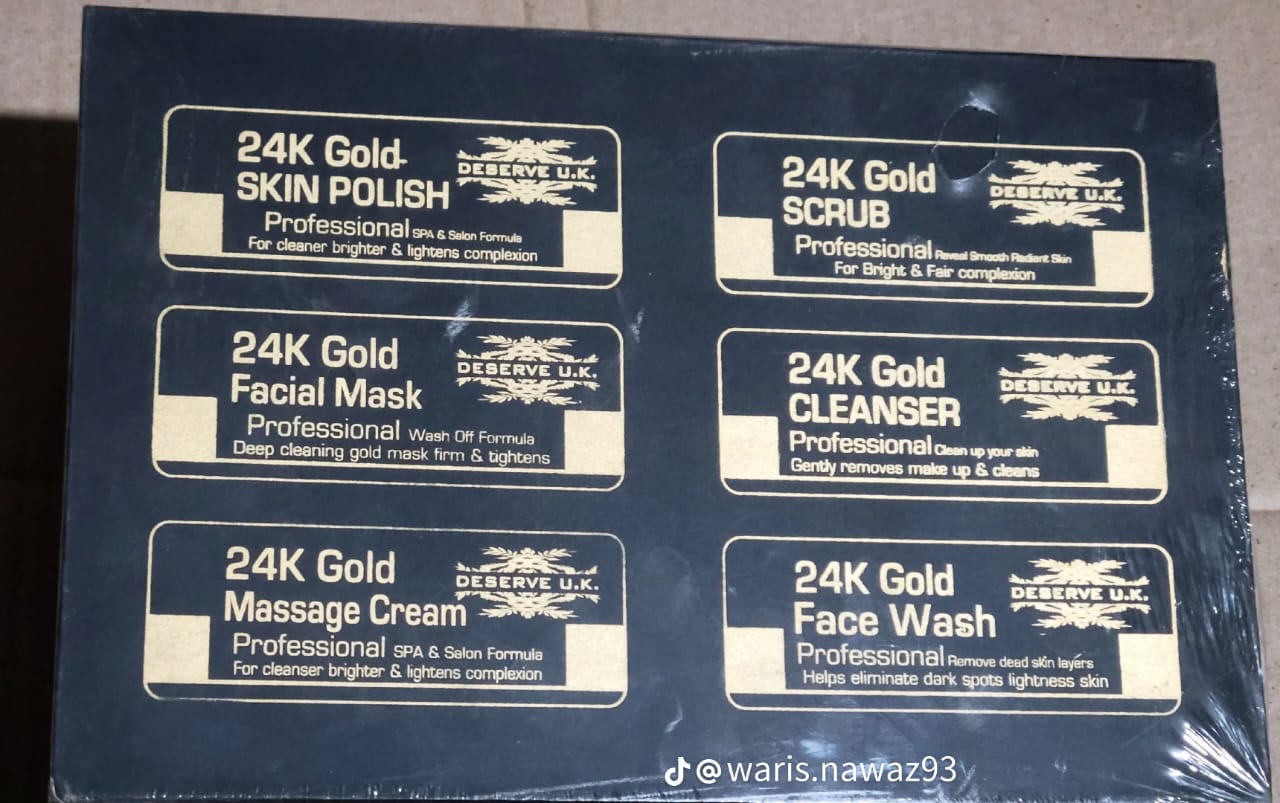 24K Gold
SKIN POLISH
DESERVE U.K.
Professional SPA & Salon Formula
For cleaner brighter & lightens complexion
24K Gold
SCRUB
DESERVE U.K.
Professional Reveal Smooth Radient Skin
For Bright & Fair complexion
24K Gold
Facial Mask
DESERVE U.K.
Professional Wash Off Formula
Deep cleaning gold mask firm & tightens
24K Gold
CLEANSER
DESERVE U.K.
Professional Clean up your skin
Gently removes make up & cleans
24K Gold
Massage Cream
DESERVE U.K.
Professional SPA & Salon Formula
For cleanser brighter & lightens complexion
24K Gold
Face Wash
DESERVE U.K.
Professional Remove dead skin layers
Helps eliminate dark spots lightness skin
@waris.nawaz93